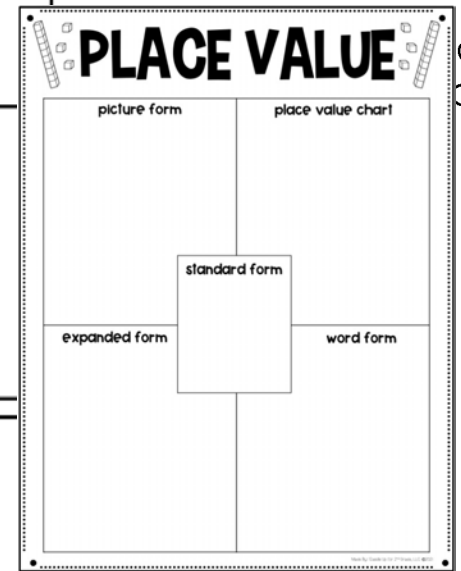 PLACE VALUE
picture form
place value chart
standard form
expanded form
word form